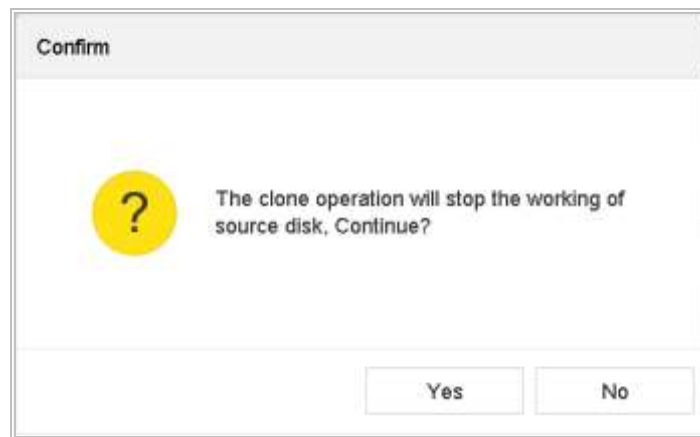 Confirm
?
The clone operation will stop the working of
source disk, Continue?
Yes No